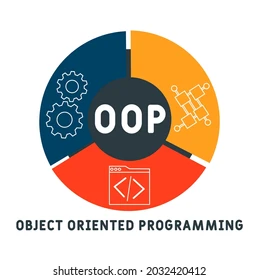 OOP
</>
OBJECT ORIENTED PROGRAMMING
shutterstock.com · 2032420412